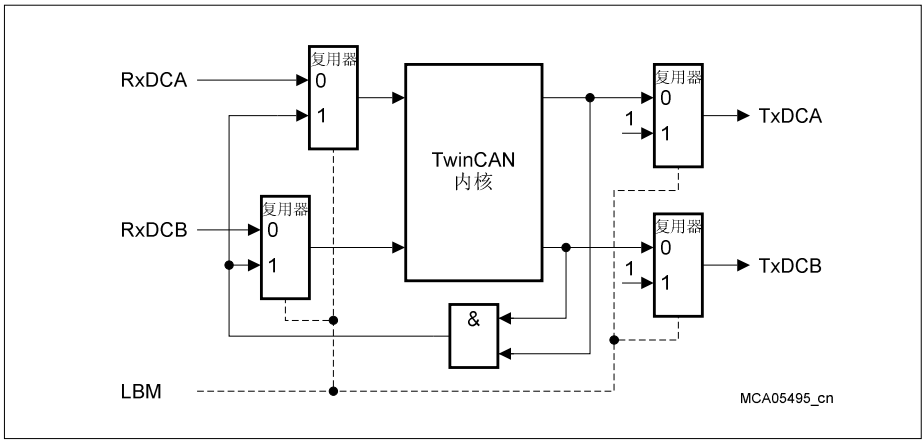 复用器
RxDCA
0
1
TwinCAN
内核
复用器
0
1
1
TxDCA
复用器
RxDCB
0
1
复用器
0
1
1
TxDCB
&
LBM
MCA05495_cn